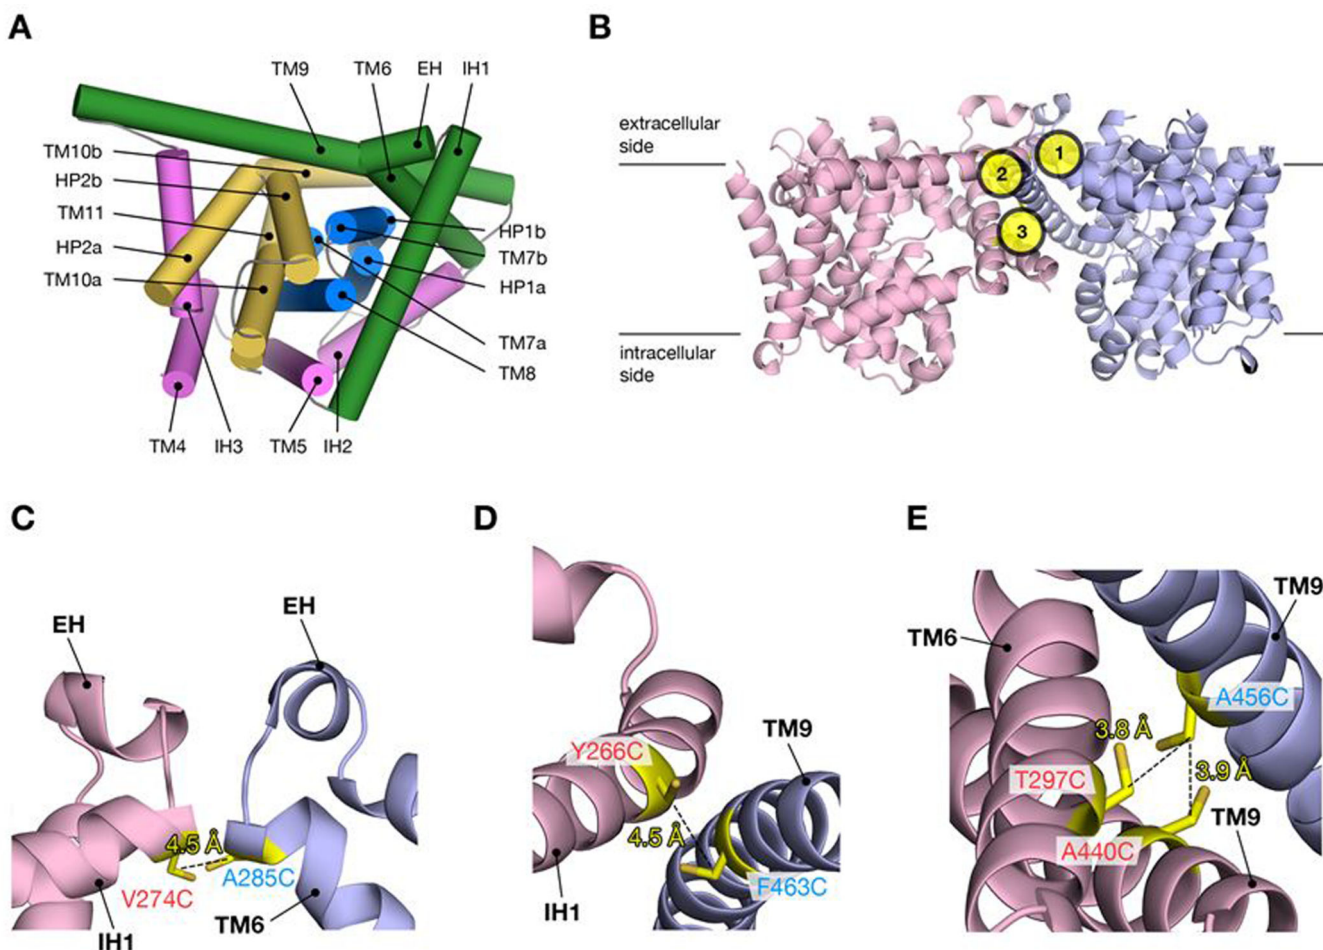 A
TM9
TM6
EH
IH1
TM10b
HP2b
TM11
HP2a
TM10a
HP1b
TM7b
HP1a
TM7a
TM8
TM4
IH3
TM5
IH2
B
extracellular
side
intracellular
side
1
2
3
C
EH
EH
4.5 Å
V274C
A285C
IH1
TM6
D
Y266C
TM9
4.5 Å
F463C
IH1
E
TM9
TM6
A456C
3.8 Å
3.9 Å
T297C
TM9
A440C